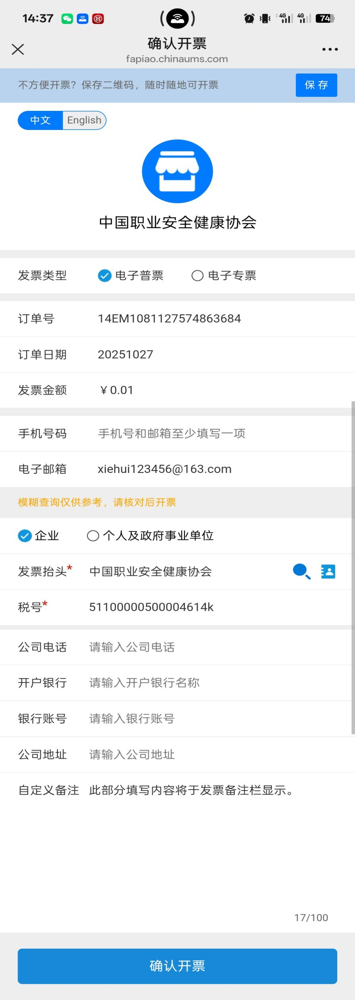 14:37
4G 4G 74
确认开票
fapiao.chinaums.com
不方便开票？保存二维码，随时随地可开票
保 存
中文 English
中国职业安全健康协会
发票类型 电子普票 电子专票
订单号 14EM1081127574863684
订单日期 20251027
发票金额 ￥0.01
手机号码 手机号和邮箱至少填写一项
电子邮箱 xiehui123456@163.com
模糊查询仅供参考，请核对后开票
企业 个人及政府事业单位
发票抬头* 中国职业安全健康协会
税号* 51100000500004614k
公司电话 请输入公司电话
开户银行 请输入开户银行名称
银行账号 请输入银行账号
公司地址 请输入公司地址
自定义备注 此部分填写内容将于发票备注栏显示。
17/100
确认开票